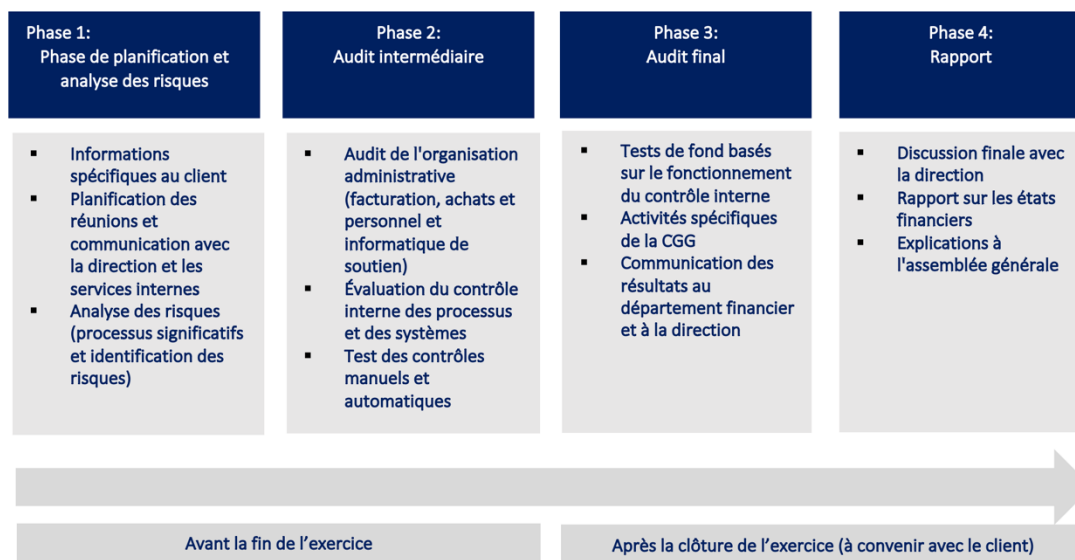 Phase 1:
Phase de planification et
analyse des risques
Phase 2:
Audit intermédiaire
Phase 3:
Audit final
Phase 4:
Rapport
▪ Informations
spécifiques au client
▪ Planification des
réunions et
communication avec
la direction et les
services internes
▪ Analyse des risques
(processus significatifs
et identification des
risques)
▪ Audit de l'organisation
administrative
(facturation, achats et
personnel et
informatique de
soutien)
▪ Évaluation du contrôle
interne des processus
et des systèmes
▪ Test des contrôles
manuels et
automatiques
▪ Tests de fond basés
sur le fonctionnement
du contrôle interne
▪ Activités spécifiques
de la CGG
▪ Communication des
résultats au
département financier
et à la direction
▪ Discussion finale avec
la direction
▪ Rapport sur les états
financiers
▪ Explications à
l'assemblée générale
Avant la fin de l’exercice
Après la clôture de l’exercice (à convenir avec le client)